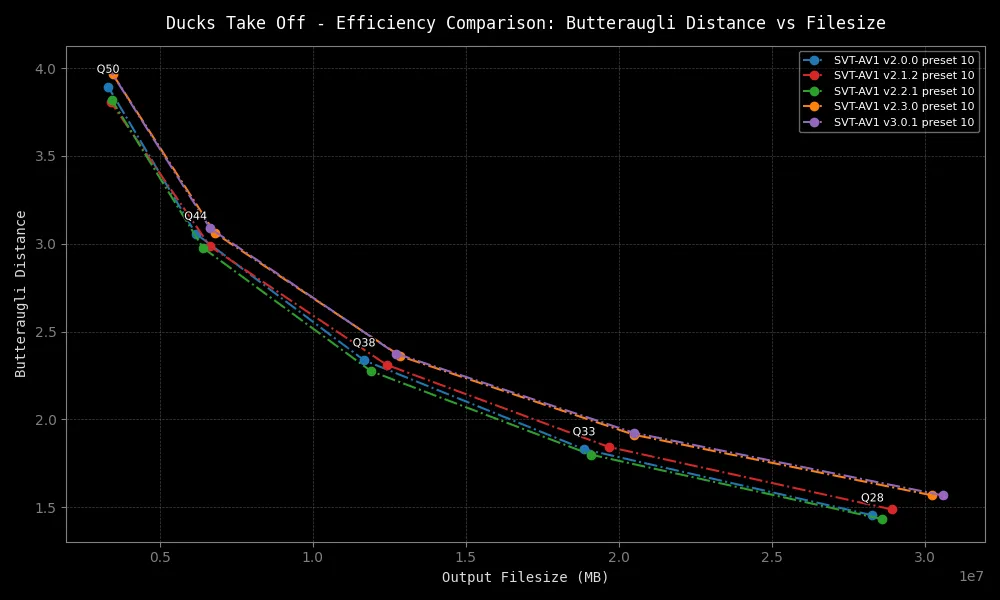 Ducks Take Off - Efficiency Comparison: Butteraugli Distance vs Filesize
SVT-AV1 v2.0.0 preset 10
SVT-AV1 v2.1.2 preset 10
SVT-AV1 v2.2.1 preset 10
SVT-AV1 v2.3.0 preset 10
SVT-AV1 v3.0.1 preset 10
Butteraugli Distance
4.0
3.5
3.0
2.5
2.0
1.5
Q50
Q44
Q38
Q33
Q28
0.5 1.0 1.5 2.0 2.5 3.0
1e7
Output Filesize (MB)